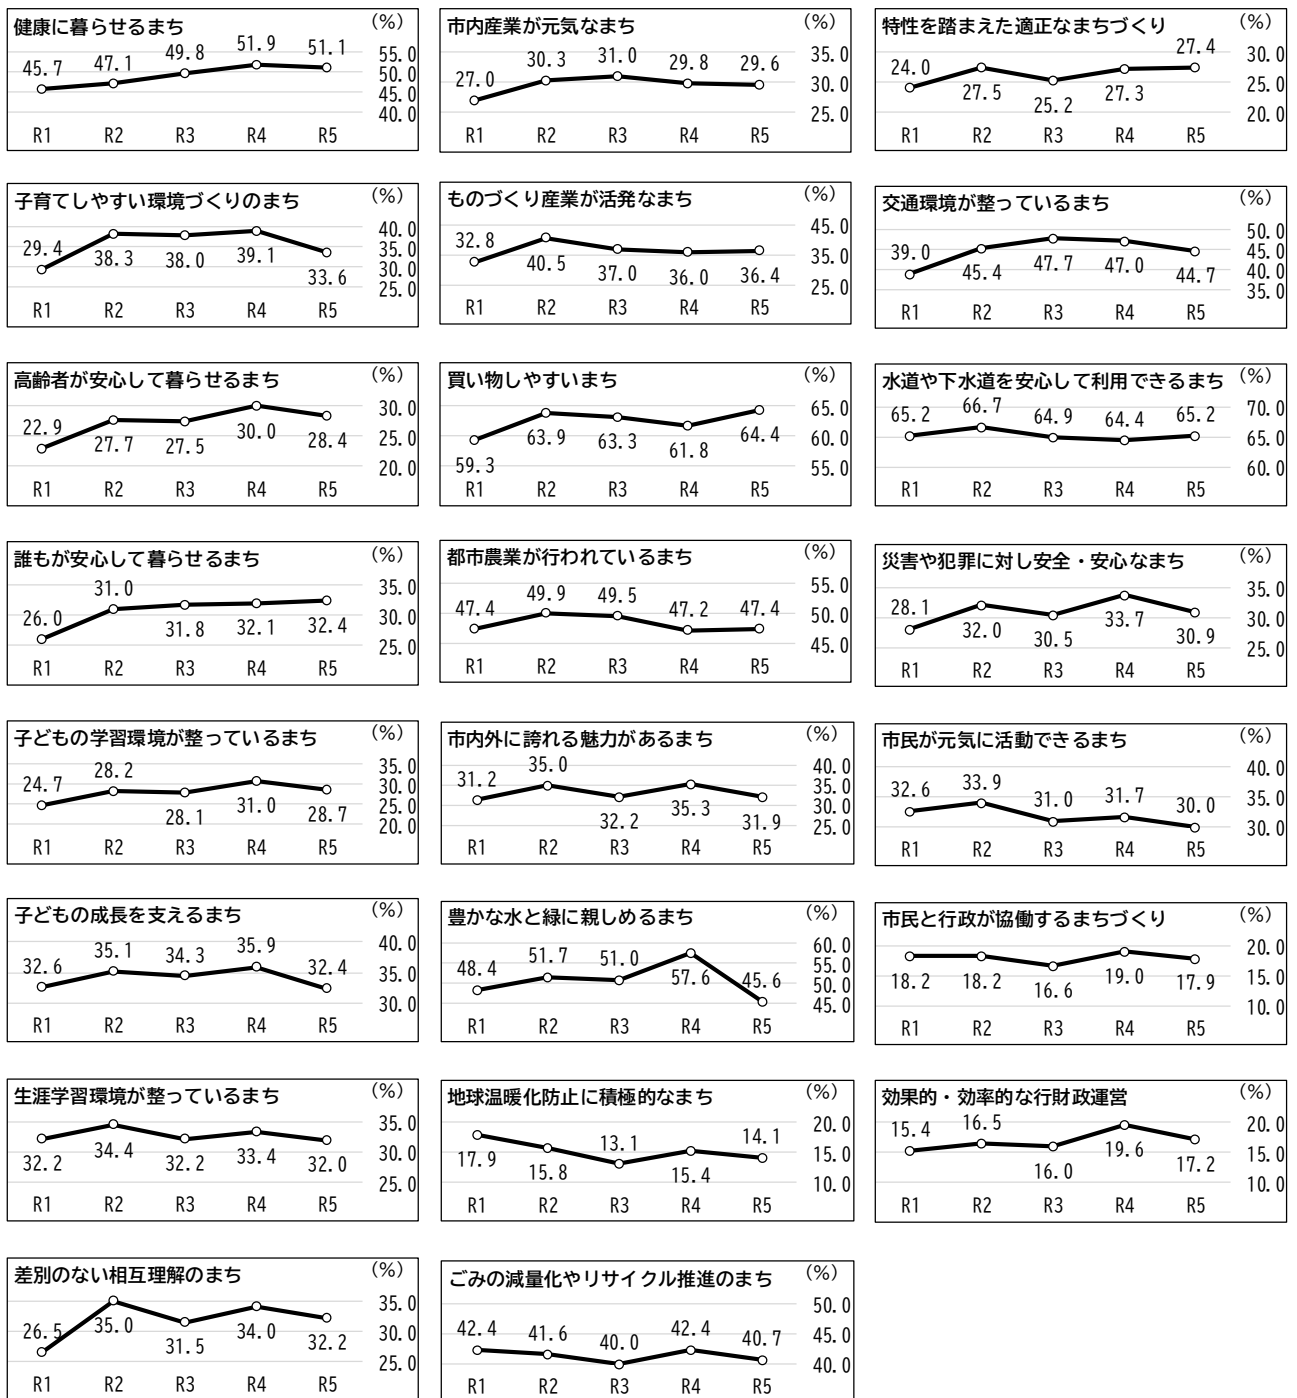 健康に暮らせるまち (%)
45.7 47.1 49.8 51.9 51.1
55.0
50.0
45.0
40.0
R1 R2 R3 R4 R5
市内産業が元気なまち (%)
27.0 30.3 31.0 29.8 29.6
35.0
30.0
25.0
R1 R2 R3 R4 R5
特性を踏まえた適正なまちづくり (%)
24.0 27.5 25.2 27.3 27.4
30.0
25.0
20.0
R1 R2 R3 R4 R5
子育てしやすい環境づくりのまち (%)
29.4 38.3 38.0 39.1 33.6
40.0
35.0
30.0
25.0
R1 R2 R3 R4 R5
ものづくり産業が活発なまち (%)
32.8 40.5 37.0 36.0 36.4
45.0
35.0
25.0
R1 R2 R3 R4 R5
交通環境が整っているまち (%)
39.0 45.4 47.7 47.0 44.7
50.0
45.0
40.0
35.0
R1 R2 R3 R4 R5
高齢者が安心して暮らせるまち (%)
22.9 27.7 27.5 30.0 28.4
30.0
25.0
20.0
R1 R2 R3 R4 R5
買い物しやすいまち (%)
59.3 63.9 63.3 61.8 64.4
65.0
60.0
55.0
R1 R2 R3 R4 R5
水道や下水道を安心して利用できるまち (%)
65.2 66.7 64.9 64.4 65.2
70.0
65.0
60.0
R1 R2 R3 R4 R5
誰もが安心して暮らせるまち (%)
26.0 31.0 31.8 32.1 32.4
35.0
30.0
25.0
R1 R2 R3 R4 R5
都市農業が行われているまち (%)
47.4 49.9 49.5 47.2 47.4
55.0
50.0
45.0
R1 R2 R3 R4 R5
災害や犯罪に対し安全・安心なまち (%)
28.1 32.0 30.5 33.7 30.9
35.0
30.0
25.0
R1 R2 R3 R4 R5
子どもの学習環境が整っているまち (%)
24.7 28.2 28.1 31.0 28.7
35.0
30.0
25.0
20.0
R1 R2 R3 R4 R5
市内外に誇れる魅力があるまち (%)
31.2 35.0 32.2 35.3 31.9
40.0
35.0
30.0
25.0
R1 R2 R3 R4 R5
市民が元気に活動できるまち (%)
32.6 33.9 31.0 31.7 30.0
40.0
35.0
30.0
R1 R2 R3 R4 R5
子どもの成長を支えるまち (%)
32.6 35.1 34.3 35.9 32.4
40.0
35.0
30.0
R1 R2 R3 R4 R5
豊かな水と緑に親しめるまち (%)
48.4 51.7 51.0 57.6 45.6
60.0
55.0
50.0
45.0
R1 R2 R3 R4 R5
市民と行政が協働するまちづくり (%)
18.2 18.2 16.6 19.0 17.9
20.0
15.0
10.0
R1 R2 R3 R4 R5
生涯学習環境が整っているまち (%)
32.2 34.4 32.2 33.4 32.0
35.0
30.0
25.0
R1 R2 R3 R4 R5
地球温暖化防止に積極的なまち (%)
17.9 15.8 13.1 15.4 14.1
20.0
15.0
10.0
R1 R2 R3 R4 R5
効果的・効率的な行財政運営 (%)
15.4 16.5 16.0 19.6 17.2
20.0
15.0
10.0
R1 R2 R3 R4 R5
差別のない相互理解のまち (%)
26.5 35.0 31.5 34.0 32.2
35.0
30.0
25.0
R1 R2 R3 R4 R5
ごみの減量化やリサイクル推進のまち (%)
42.4 41.6 40.0 42.4 40.7
50.0
45.0
40.0
R1 R2 R3 R4 R5